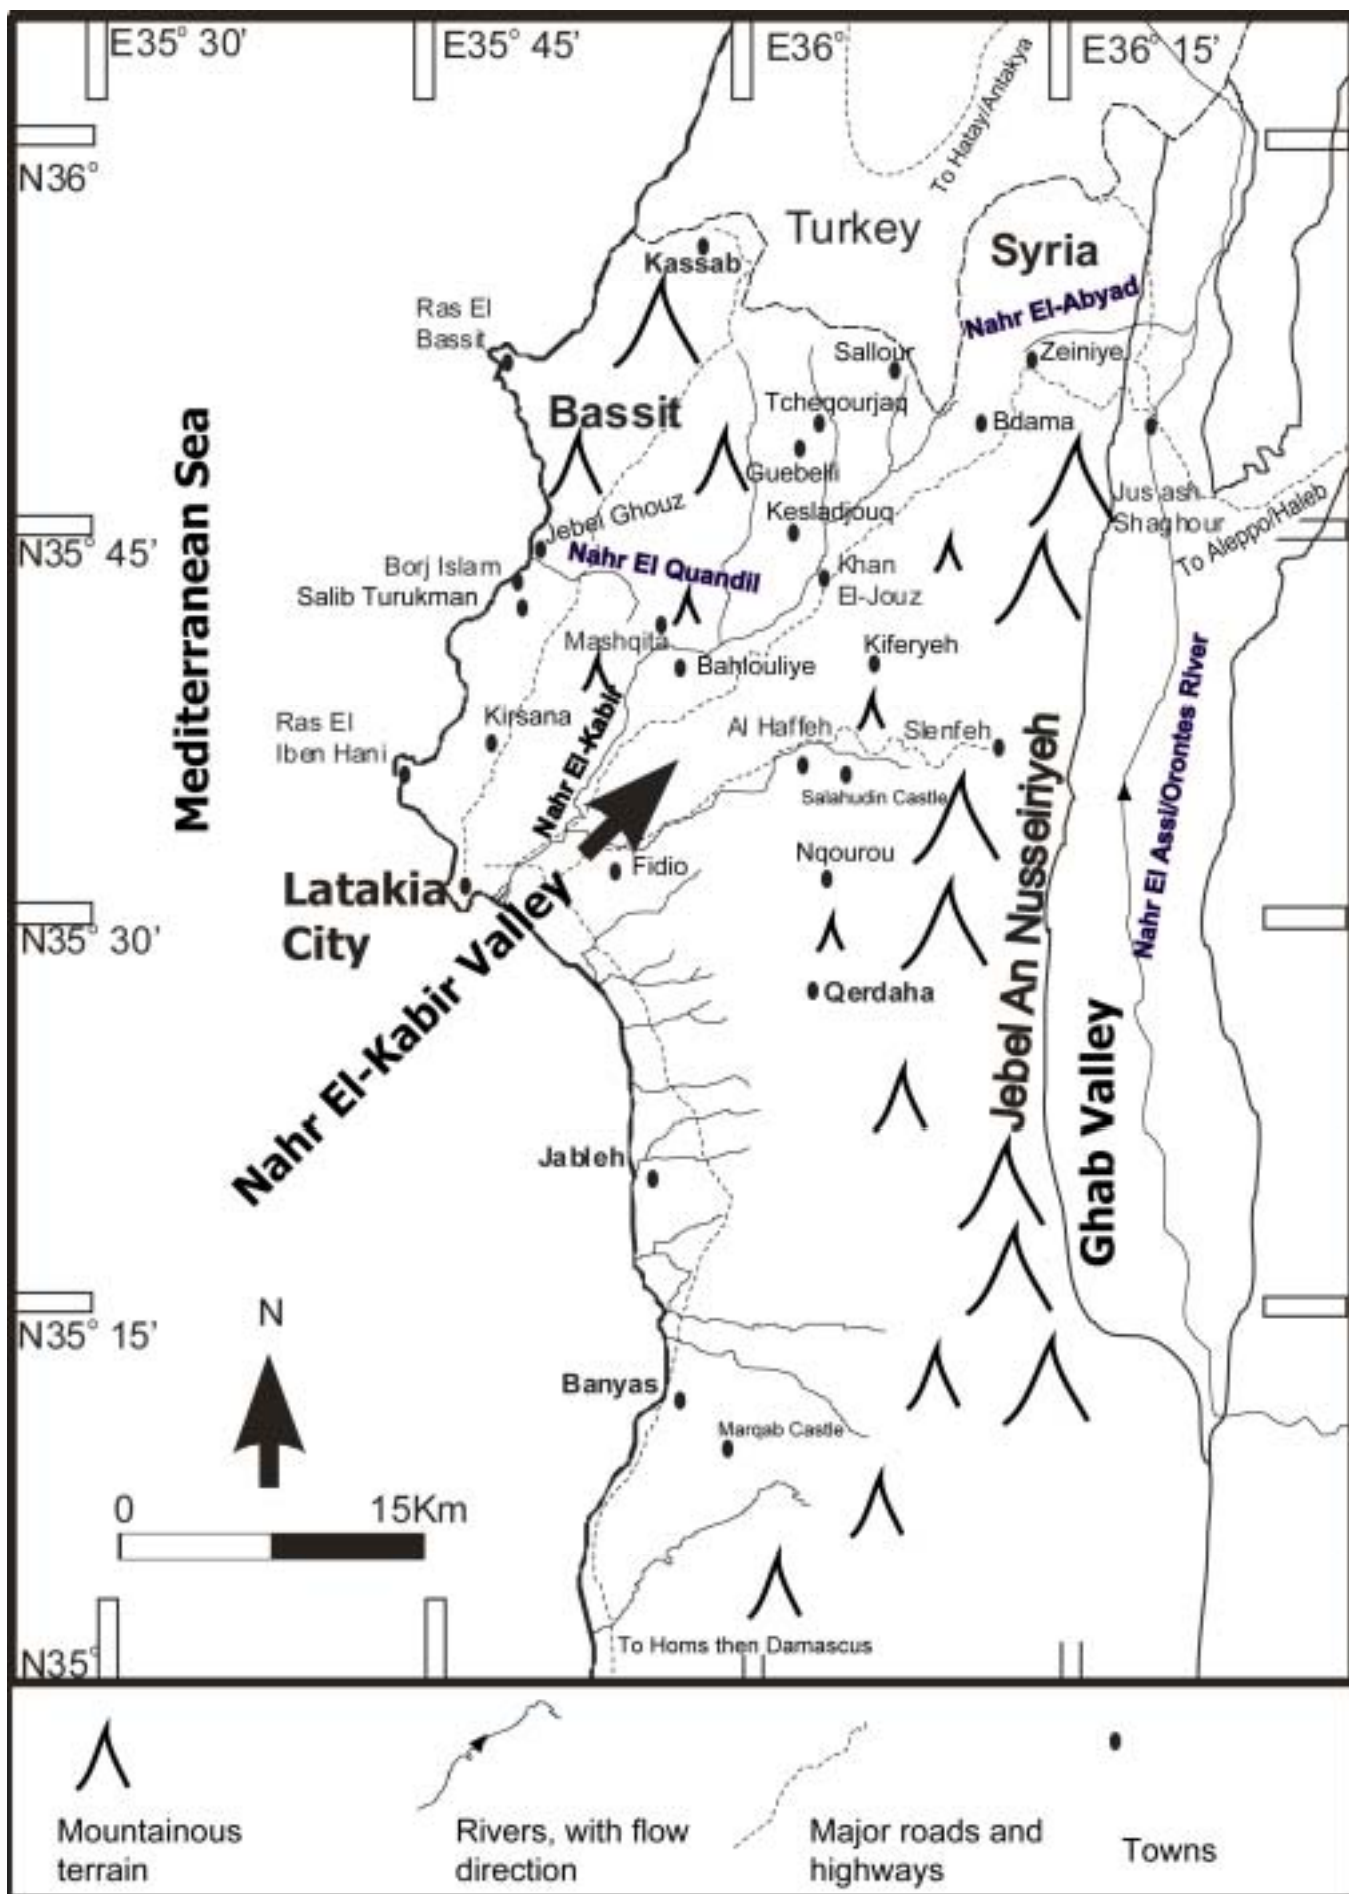 E35° 30'
E35° 45'
E36°
E36° 15'
To Hatay/Antakya
N36°
Turkey
Syria
Kassab
Nahr El-Abyad
Ras El
Bassit
Sallour
Zeiniye
Bassit
Tcheqourjaq
Bdama
Mediterranean Sea
Guebelli
Jebel Ghouz
Kesladjouq
Jus ash
Shaghour
To Aleppo/Haleb
N35° 45'
Nahr El Quandil
Borj Islam
Khan
El-Jouz
Salib Turukman
Mashqita
Kiferyeh
Bahlouliye
Nahr El Assi/Orontes River
Ras El
Iben Hani
Kirsana
Al Haffeh
Slenfeh
Nahr El-Kabir
Salahudin Castle
Jebel An Nusseiriyeh
Nqourou
Fidio
Latakia
City
N35° 30'
Nahr El-Kabir Valley
Qerdaha
Ghab Valley
Jableh
N
N35° 15'
Banyas
Marqab Castle
0
15Km
To Homs then Damascus
N35°
Mountainous
terrain
Rivers, with flow
direction
Major roads and
highways
Towns